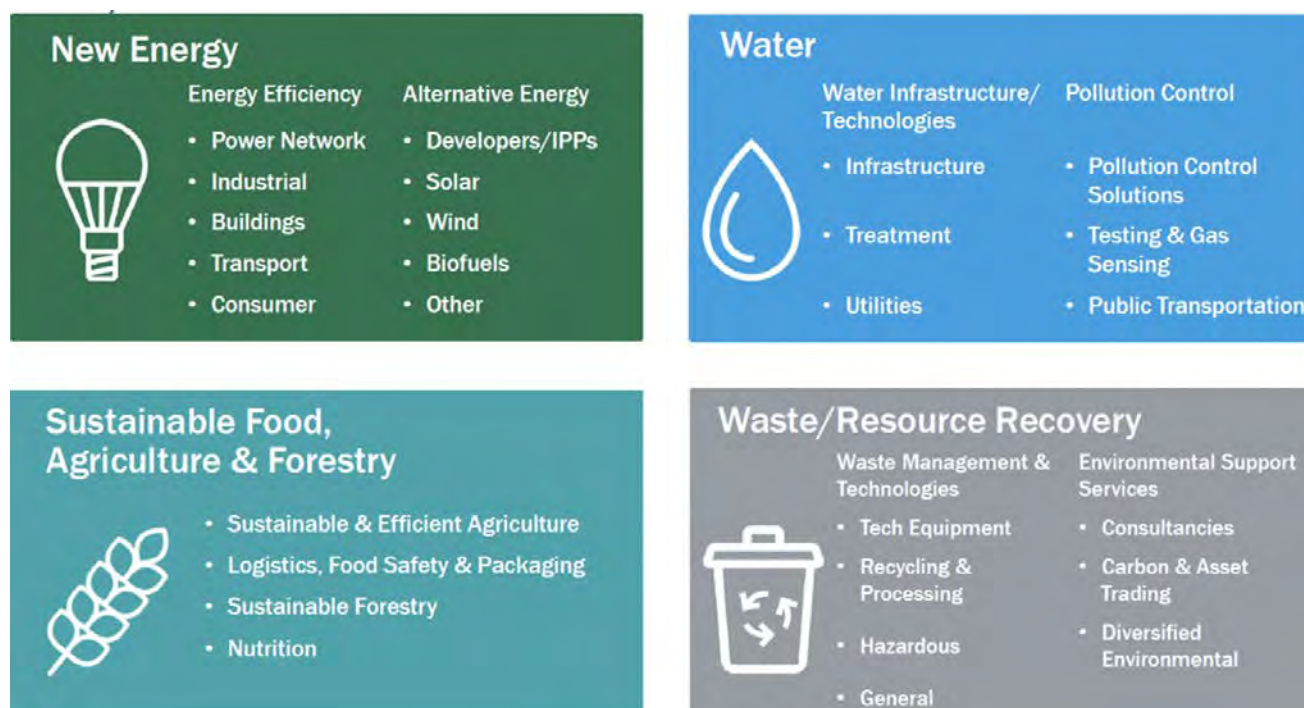 New Energy
Energy Efficiency
• Power Network
• Industrial
• Buildings
• Transport
• Consumer
Alternative Energy
• Developers/IPPs
• Solar
• Wind
• Biofuels
• Other
Water
Water Infrastructure/
Technologies
• Infrastructure
• Treatment
• Utilities
Pollution Control
• Pollution Control
Solutions
• Testing & Gas
Sensing
• Public Transportation
Sustainable Food,
Agriculture & Forestry
• Sustainable & Efficient Agriculture
• Logistics, Food Safety & Packaging
• Sustainable Forestry
• Nutrition
Waste/Resource Recovery
Waste Management &
Technologies
• Tech Equipment
• Recycling &
Processing
• Hazardous
• General
Environmental Support
Services
• Consultancies
• Carbon & Asset
Trading
• Diversified
Environmental